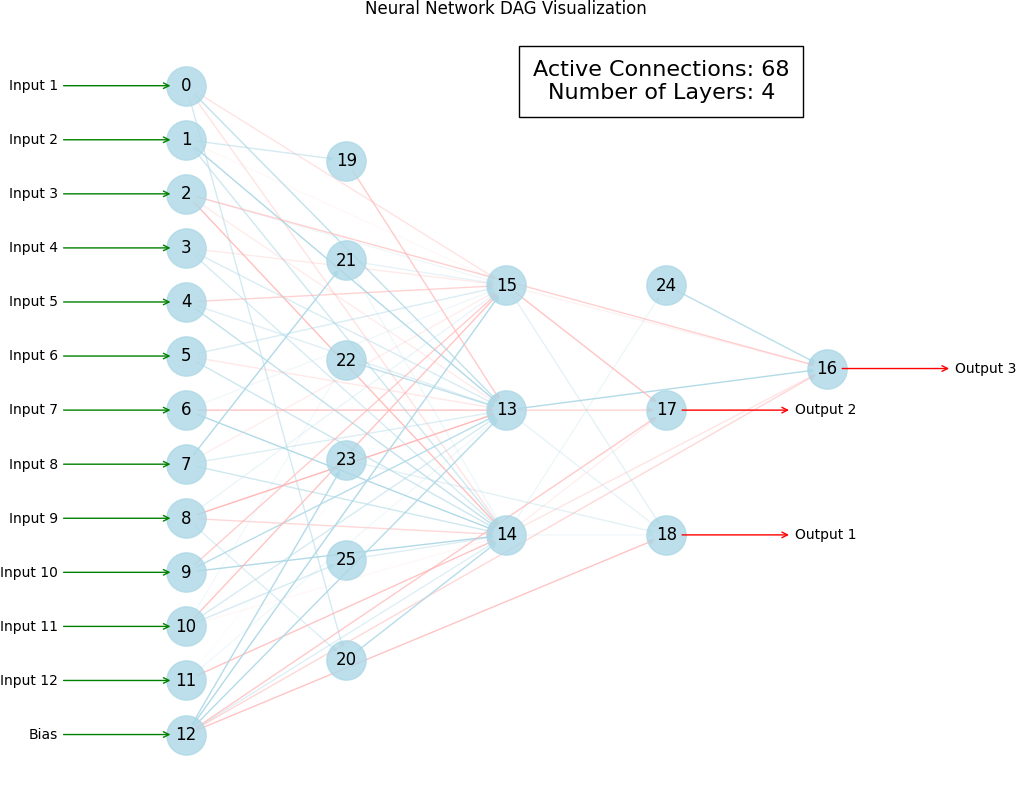 Neural Network DAG Visualization
Active Connections: 68
Number of Layers: 4
Input 1
0
Input 2
1
19
Input 3
2
Input 4
3
21
15
24
Input 5
4
Input 6
5
22
16
Output 3
Input 7
6
13
17
Output 2
Input 8
7
23
Input 9
8
14
18
Output 1
Input 10
9
25
Input 11
10
20
Input 12
11
Bias
12